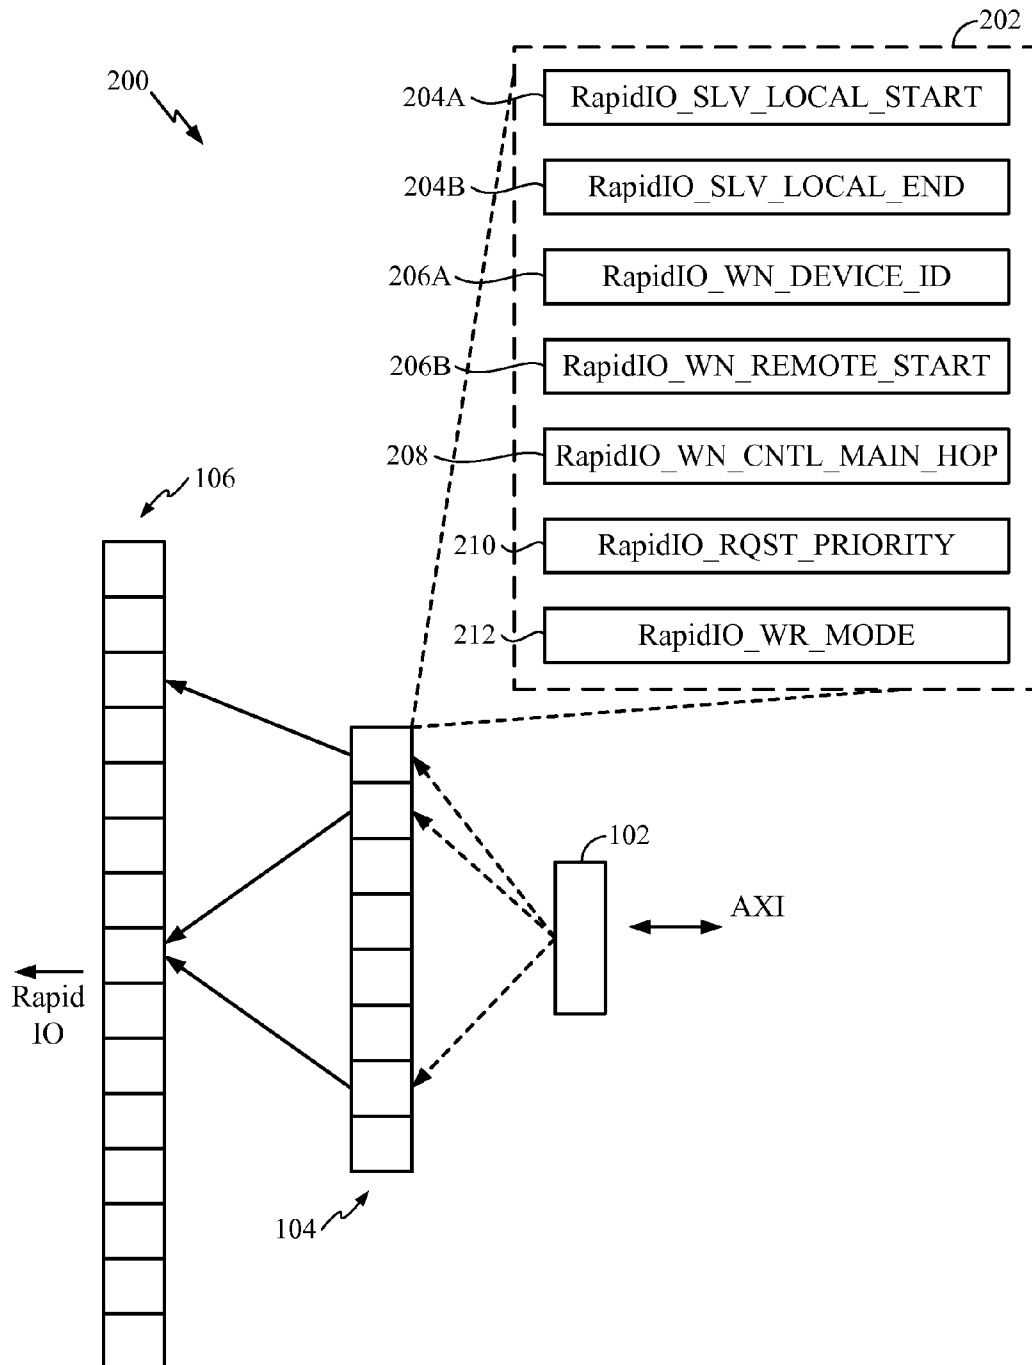 202
200
204A RapidIO_SLV_LOCAL_START
204B RapidIO_SLV_LOCAL_END
206A RapidIO_WN_DEVICE_ID
206B RapidIO_WN_REMOTE_START
208 RapidIO_WN_CNTL_MAIN_HOP
106
210 RapidIO_RQST_PRIORITY
212 RapidIO_WR_MODE
102
AXI
Rapid
IO
104